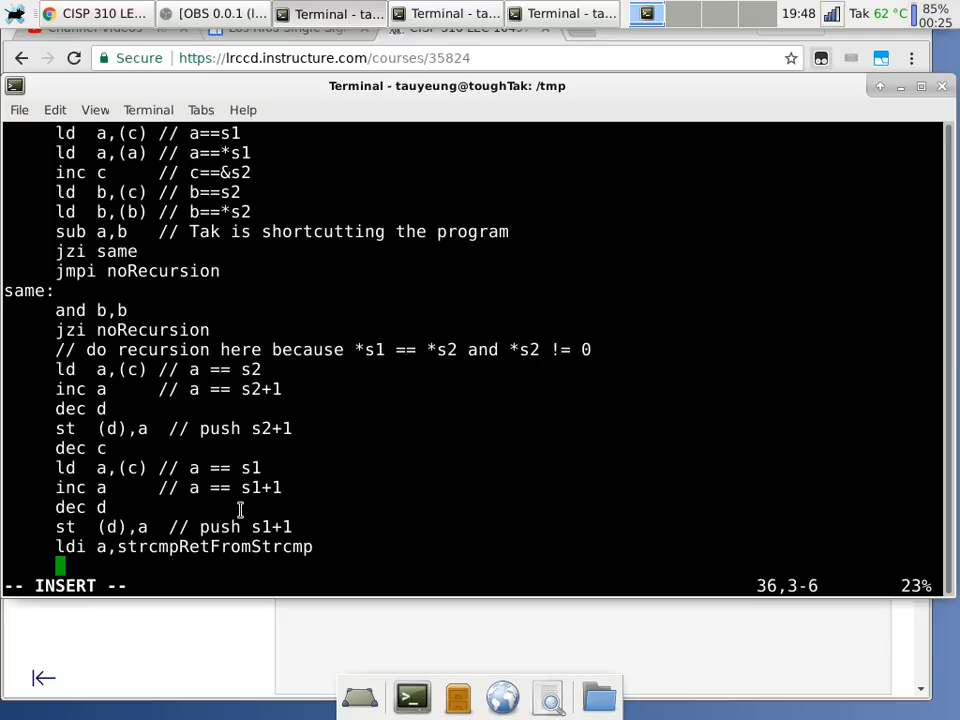 CISP 310 LE...
[OBS 0.0.1 (l...
Terminal - ta...
Terminal - ta...
Terminal - ta...
19:48
Tak 62 °C
85%
00:25
Secure
https://lrccd.instructure.com/courses/35824
Terminal - tauyeung@toughTak: /tmp
File Edit View Terminal Tabs Help
ld a,(c) // a==s1
ld a,(a) // a==*s1
inc c // c==&s2
ld b,(c) // b==s2
ld b,(b) // b==*s2
sub a,b // Tak is shortcutting the program
jzi same
jmpi noRecursion
same:
and b,b
jzi noRecursion
// do recursion here because *s1 == *s2 and *s2 != 0
ld a,(c) // a == s2
inc a // a == s2+1
dec d
st (d),a // push s2+1
dec c
ld a,(c) // a == s1
inc a // a == s1+1
dec d
st (d),a // push s1+1
ldi a,strcmpRetFromStrcmp
-- INSERT -- 36,3-6 23%